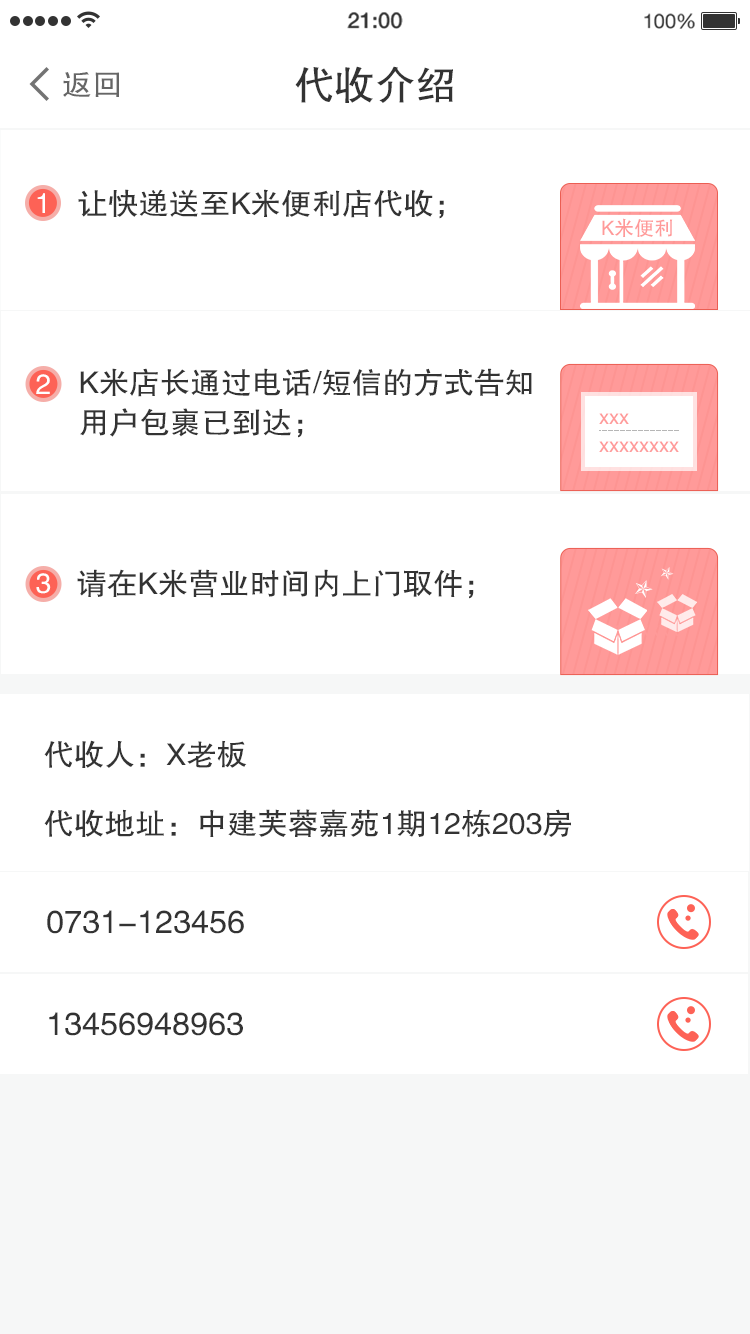 21:00
100%
返回
代收介绍
1 让快递送至K米便利店代收；
K米便利
2 K米店长通过电话/短信的方式告知
用户包裹已到达；
xxx
xxxxxxxx
3 请在K米营业时间内上门取件；
代收人：X老板
代收地址：中建芙蓉嘉苑1期12栋203房
0731-123456
13456948963